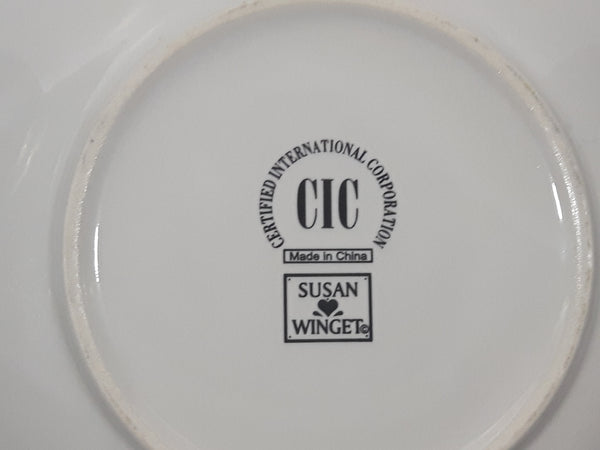 CERTIFIED INTERNATIONAL CORPORATION
CIC
Made in China
SUSAN
WINGET©